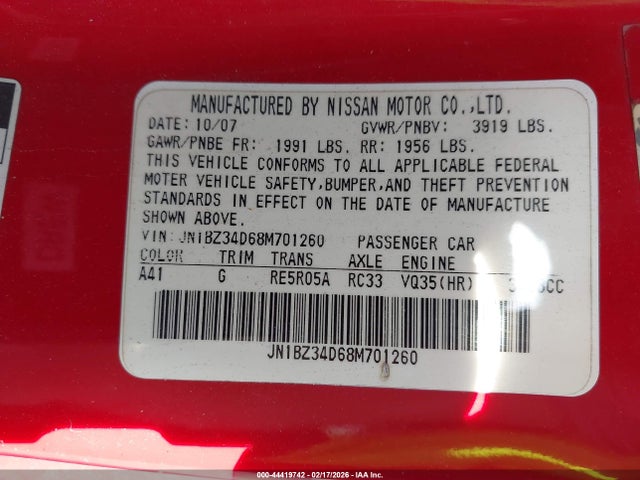 MANUFACTURED BY NISSAN MOTOR CO.,LTD.
DATE: 10/07 GVWR/PNBV: 3919 LBS.
GAWR/PNBE FR: 1991 LBS. RR: 1956 LBS.
THIS VEHICLE CONFORMS TO ALL APPLICABLE FEDERAL
MOTER VEHICLE SAFETY,BUMPER,AND THEFT PREVENTION
STANDARDS IN EFFECT ON THE DATE OF MANUFACTURE
SHOWN ABOVE.
VIN: JN1BZ34D68M701260 PASSENGER CAR
COLOR TRIM TRANS AXLE ENGINE
A41 G RE5R05A RC33 VQ35(HR)
JN1BZ34D68M701260
000-44419742 - 02/17/2026 - IAA Inc.